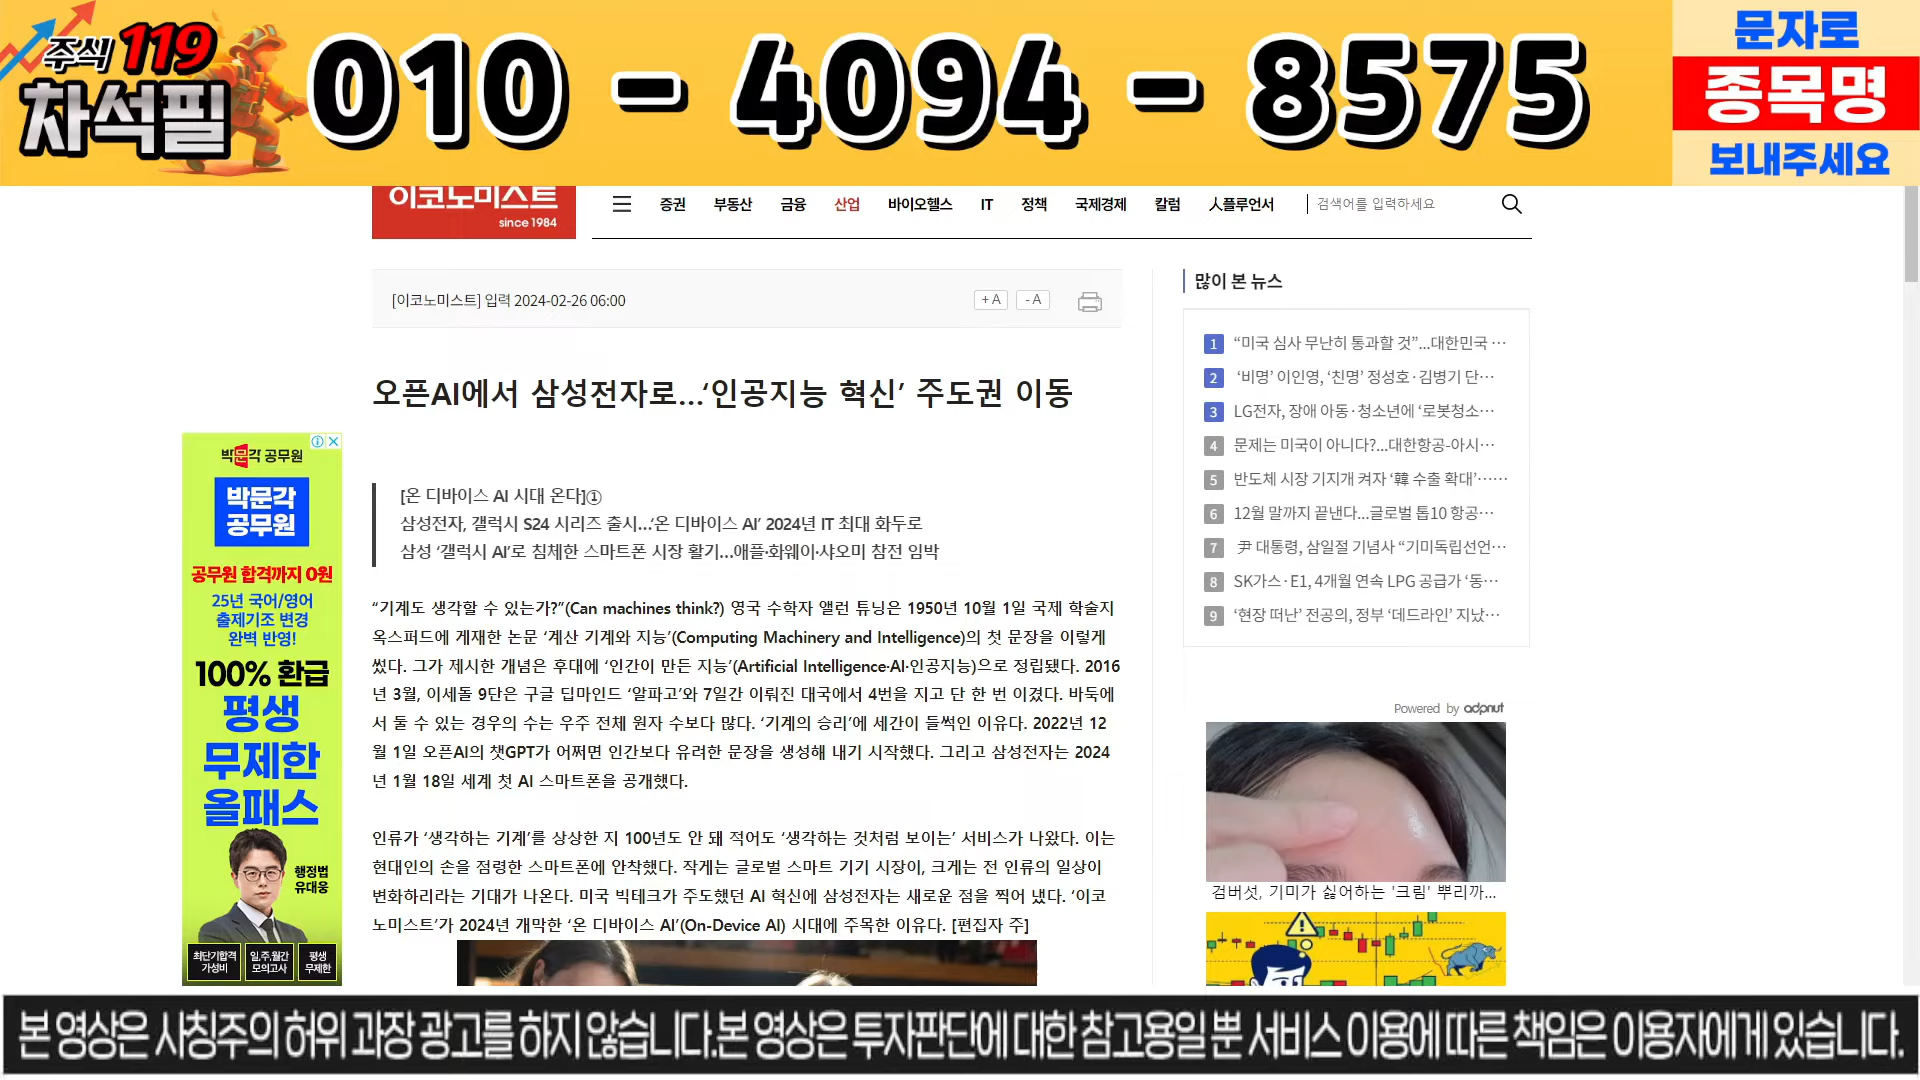 주식 119
차석필
010 - 4094 - 8575
문자로
종목명
보내주세요
이코노미스트
since 1984
증권 부동산 금융 산업 바이오헬스 IT 정책 국제경제 칼럼 人플루언서
검색어를 입력하세요
[이코노미스트] 입력 2024-02-26 06:00
+ A - A
오픈AI에서 삼성전자로…‘인공지능 혁신’ 주도권 이동
[온 디바이스 AI 시대 온다]①
삼성전자, 갤럭시 S24 시리즈 출시…‘온 디바이스 AI’ 2024년 IT 최대 화두로
삼성 ‘갤럭시 AI’로 침체한 스마트폰 시장 활기…애플·화웨이·샤오미 참전 임박
“기계도 생각할 수 있는가?”(Can machines think?) 영국 수학자 앨런 튜닝은 1950년 10월 1일 국제 학술지
옥스퍼드에 게재한 논문 ‘계산 기계와 지능’(Computing Machinery and Intelligence)의 첫 문장을 이렇게
썼다. 그가 제시한 개념은 후대에 ‘인간이 만든 지능’(Artificial Intelligence·AI·인공지능)으로 정립됐다. 2016
년 3월, 이세돌 9단은 구글 딥마인드 ‘알파고’와 7일간 이뤄진 대국에서 4번을 지고 단 한 번 이겼다. 바둑에
서 둘 수 있는 경우의 수는 우주 전체 원자 수보다 많다. ‘기계의 승리’에 세간이 들썩인 이유다. 2022년 12
월 1일 오픈AI의 챗GPT가 어쩌면 인간보다 유려한 문장을 생성해 내기 시작했다. 그리고 삼성전자는 2024
년 1월 18일 세계 첫 AI 스마트폰을 공개했다.
인류가 ‘생각하는 기계’를 상상한 지 100년도 안 돼 적어도 ‘생각하는 것처럼 보이는’ 서비스가 나왔다. 이는
현대인의 손을 점령한 스마트폰에 안착했다. 작게는 글로벌 스마트 기기 시장이, 크게는 전 인류의 일상이
변화하리라는 기대가 나온다. 미국 빅테크가 주도했던 AI 혁신에 삼성전자는 새로운 점을 찍어 냈다. ‘이코
노미스트’가 2024년 개막한 ‘온 디바이스 AI’(On-Device AI) 시대에 주목한 이유다. [편집자 주]
많이 본 뉴스
1 “미국 심사 무난히 통과할 것”...대한민국 …
2 ‘비명’ 이인영, ‘친명’ 정성호·김병기 단…
3 LG전자, 장애 아동·청소년에 ‘로봇청소…
4 문제는 미국이 아니다?...대한항공-아시…
5 반도체 시장 기지개 켜자 ‘韓 수출 확대’……
6 12월 말까지 끝낸다...글로벌 톱10 항공…
7 尹 대통령, 삼일절 기념사 “기미독립선언…
8 SK가스·E1, 4개월 연속 LPG 공급가 ‘동…
9 ‘현장 떠난’ 전공의, 정부 ‘데드라인’ 지났…
Powered by adpnut
검버섯, 기미가 싫어하는 '크림' 뿌리까...
박문각 공무원
박문각
공무원
공무원 합격까지 0원
25년 국어/영어
출제기조 변경
완벽 반영!
100% 환급
평생
무제한
올패스
행정법
유대웅
최단기합격
가성비
일,주,월간
모의고사
평생
무제한
본 영상은 사칭주의 허위 과장 광고를 하지 않습니다.본 영상은 투자판단에 대한 참고용일 뿐 서비스 이용에 따른 책임은 이용자에게 있습니다.